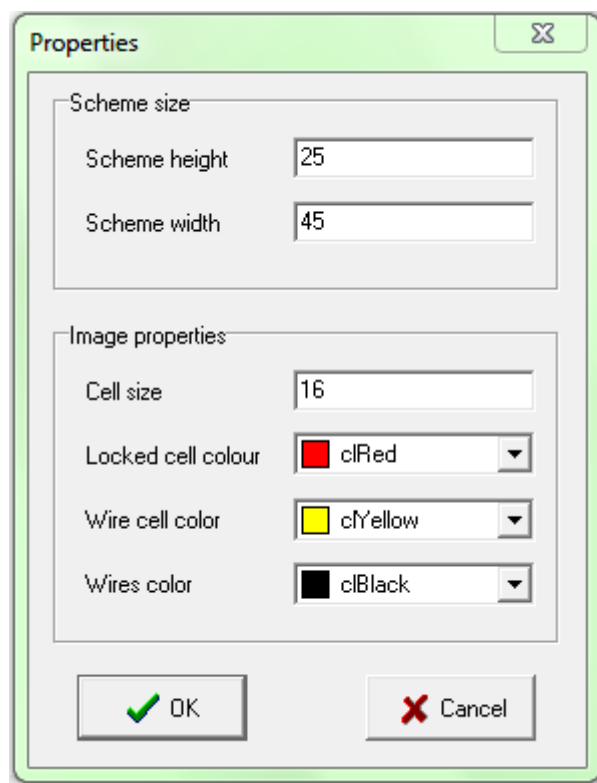 Properties
Scheme size
Scheme height 25
Scheme width 45
Image properties
Cell size 16
Locked cell colour clRed
Wire cell color clYellow
Wires color clBlack
OK Cancel